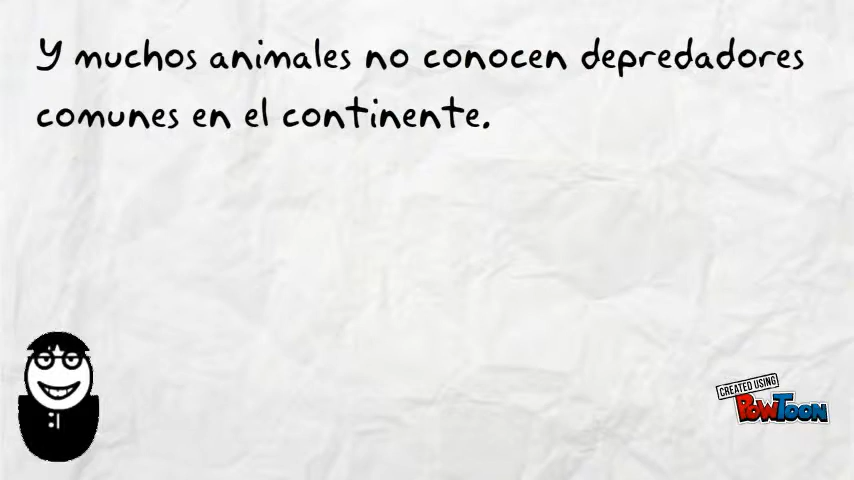 Y muchos animales no conocen depredadores
comunes en el continente.
:|
CREATED USING
POWTOON